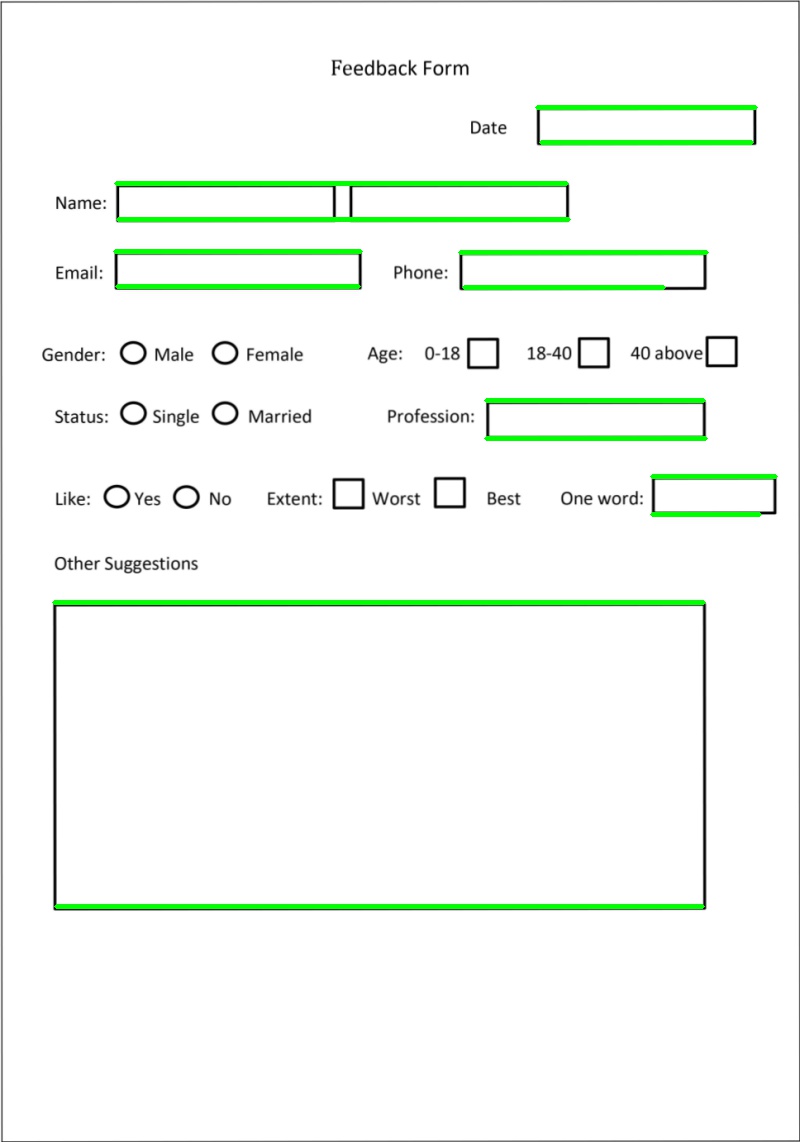 Feedback Form
Date
Name:
Email: Phone:
Gender: Male Female Age: 0-18 18-40 40 above
Status: Single Married Profession:
Like: Yes No Extent: Worst Best One word:
Other Suggestions